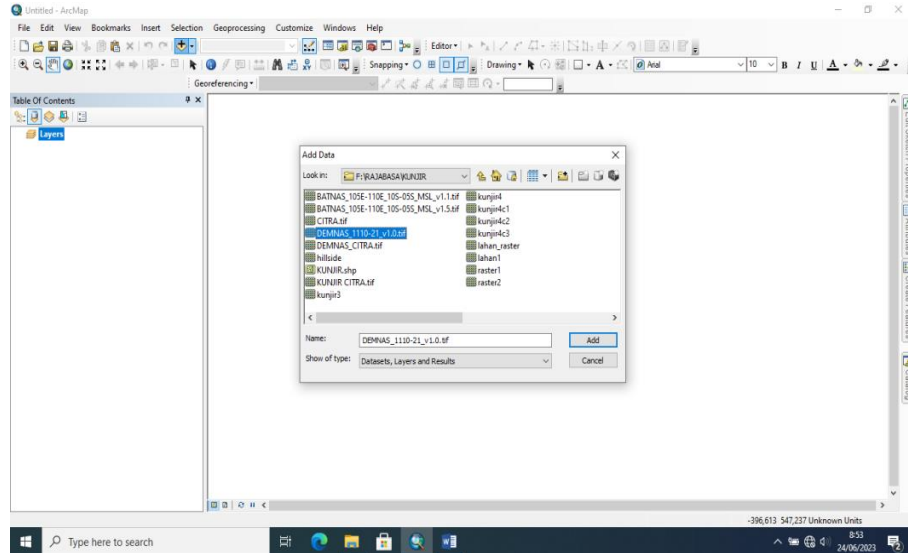 Untitled - ArcMap
File Edit View Bookmarks Insert Selection Geoprocessing Customize Windows Help
Editor
Snapping Drawing Arial 10 B I U A
Georeferencing
Table Of Contents
Layers
Add Data
Look in: F:\RAJABASA\KUNJIR
BATNAS_105E-110E_10S-05S_MSL_v1.1.tif kunjir4
BATNAS_105E-110E_10S-05S_MSL_v1.5.tif kunjir4c1
CITRA.tif kunjir4c2
DEMNAS_1110-21_v1.0.tif kunjir4c3
DEMNAS_CITRA.tif lahan_raster
hillside lahan1
KUNJIR.shp raster1
KUNJIR CITRA.tif raster2
kunjir3
Name: DEMNAS_1110-21_v1.0.tif Add
Show of type: Datasets, Layers and Results Cancel
-396,613 547,237 Unknown Units
Type here to search
8:53
24/06/2023